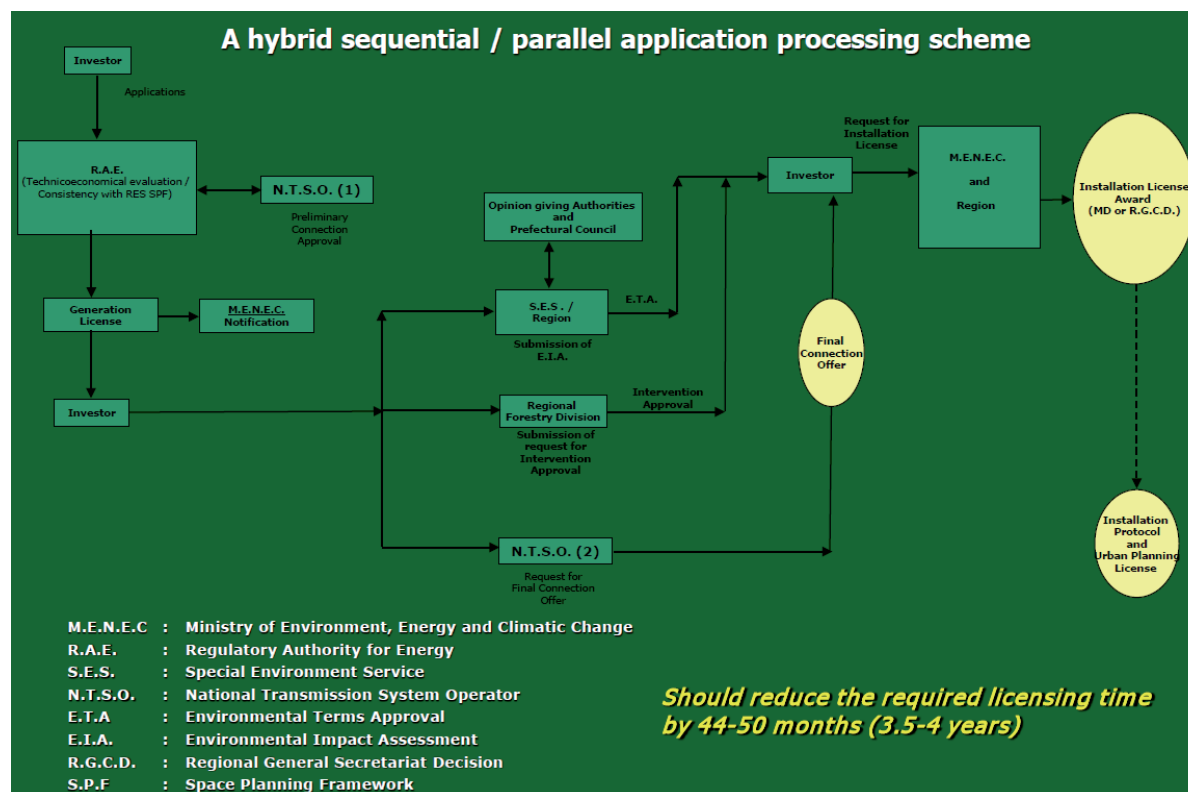 A hybrid sequential / parallel application processing scheme
Investor
Applications
R.A.E.
(Technicoeconomical evaluation /
Consistency with RES SPF)
N.T.S.O. (1)
Preliminary
Connection
Approval
Generation
License
M.E.N.E.C.
Notification
Investor
Opinion giving Authorities
and
Prefectural Council
S.E.S. /
Region
Submission of
E.I.A.
E.T.A.
Regional
Forestry Division
Submission of
request for
Intervention
Approval
Intervention
Approval
N.T.S.O. (2)
Request for
Final Connection
Offer
Final
Connection
Offer
Investor
Request for
Installation
License
M.E.N.E.C.
and
Region
Installation License
Award
(MD or R.G.C.D.)
Installation
Protocol
and
Urban Planning
License
M.E.N.E.C : Ministry of Environment, Energy and Climatic Change
R.A.E. : Regulatory Authority for Energy
S.E.S. : Special Environment Service
N.T.S.O. : National Transmission System Operator
E.T.A : Environmental Terms Approval
E.I.A. : Environmental Impact Assessment
R.G.C.D. : Regional General Secretariat Decision
S.P.F : Space Planning Framework
Should reduce the required licensing time
by 44-50 months (3.5-4 years)